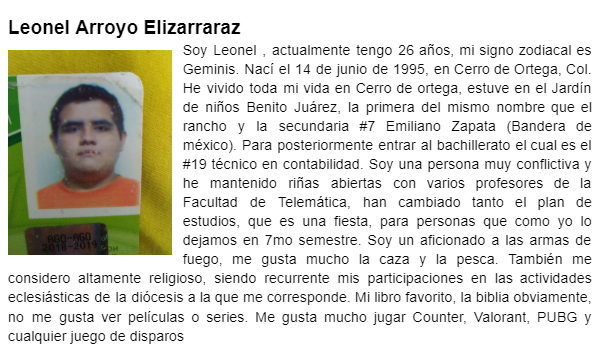 Leonel Arroyo Elizarraraz
Soy Leonel , actualmente tengo 26 años, mi signo zodiacal es
Geminis. Nací el 14 de junio de 1995, en Cerro de Ortega, Col.
He vivido toda mi vida en Cerro de ortega, estuve en el Jardín
de niños Benito Juárez, la primera del mismo nombre que el
rancho y la secundaria #7 Emiliano Zapata (Bandera de
méxico). Para posteriormente entrar al bachillerato el cual es el
#19 técnico en contabilidad. Soy una persona muy conflictiva y
he mantenido riñas abiertas con varios profesores de la
Facultad de Telemática, han cambiado tanto el plan de
estudios, que es una fiesta, para personas que como yo lo
dejamos en 7mo semestre. Soy un aficionado a las armas de
fuego, me gusta mucho la caza y la pesca. También me
considero altamente religioso, siendo recurrente mis participaciones en las actividades
eclesiásticas de la diócesis a la que me corresponde. Mi libro favorito, la biblia obviamente,
no me gusta ver películas o series. Me gusta mucho jugar Counter, Valorant, PUBG y
cualquier juego de disparos
AGO-AGO
2018-2019